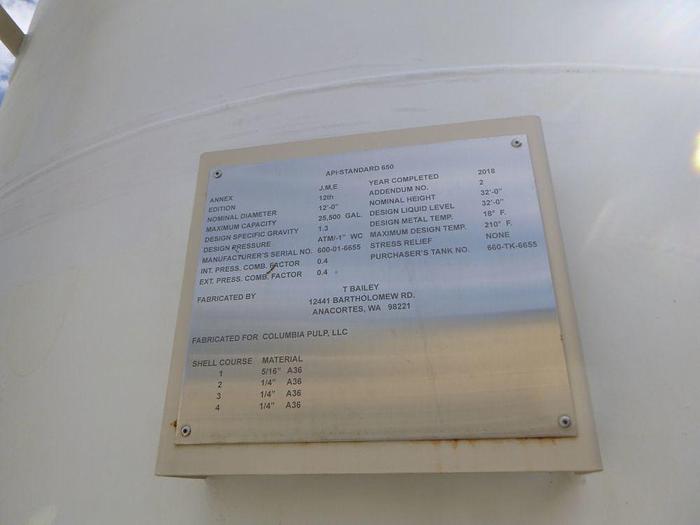 API-STANDARD 650
ANNEX J.M.E YEAR COMPLETED 2018
EDITION 12th ADDENDUM NO. 2
NOMINAL DIAMETER 12'-0" NOMINAL HEIGHT 32'-0"
MAXIMUM CAPACITY 25,500 GAL. DESIGN LIQUID LEVEL 32'-0"
DESIGN SPECIFIC GRAVITY 1.3 DESIGN METAL TEMP. 18° F.
DESIGN PRESSURE ATM/-1" WC MAXIMUM DESIGN TEMP. 210° F.
MANUFACTURER'S SERIAL NO. 600-01-6655 STRESS RELIEF NONE
INT. PRESS. COMB. FACTOR 0.4 PURCHASER'S TANK NO. 660-TK-6655
EXT. PRESS. COMB. FACTOR 0.4
FABRICATED BY T BAILEY
12441 BARTHOLOMEW RD.
ANACORTES, WA 98221
FABRICATED FOR COLUMBIA PULP, LLC
SHELL COURSE MATERIAL
1 5/16" A36
2 1/4" A36
3 1/4" A36
4 1/4" A36